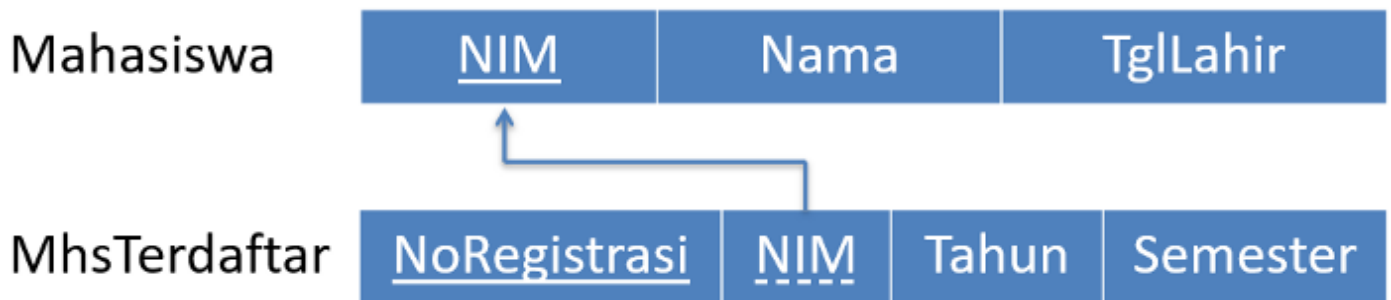 Mahasiswa NIM Nama TglLahir
MhsTerdaftar NoRegistrasi NIM Tahun Semester